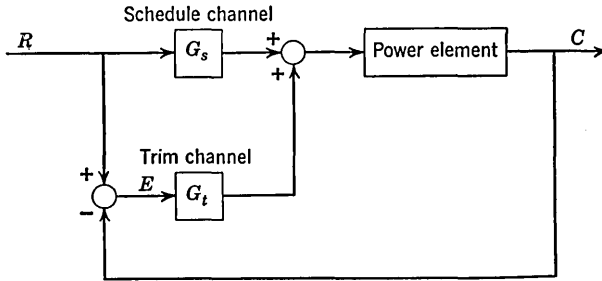 Schedule channel
R
G_s
+
+
Power element
C
Trim channel
+
E
G_t
−